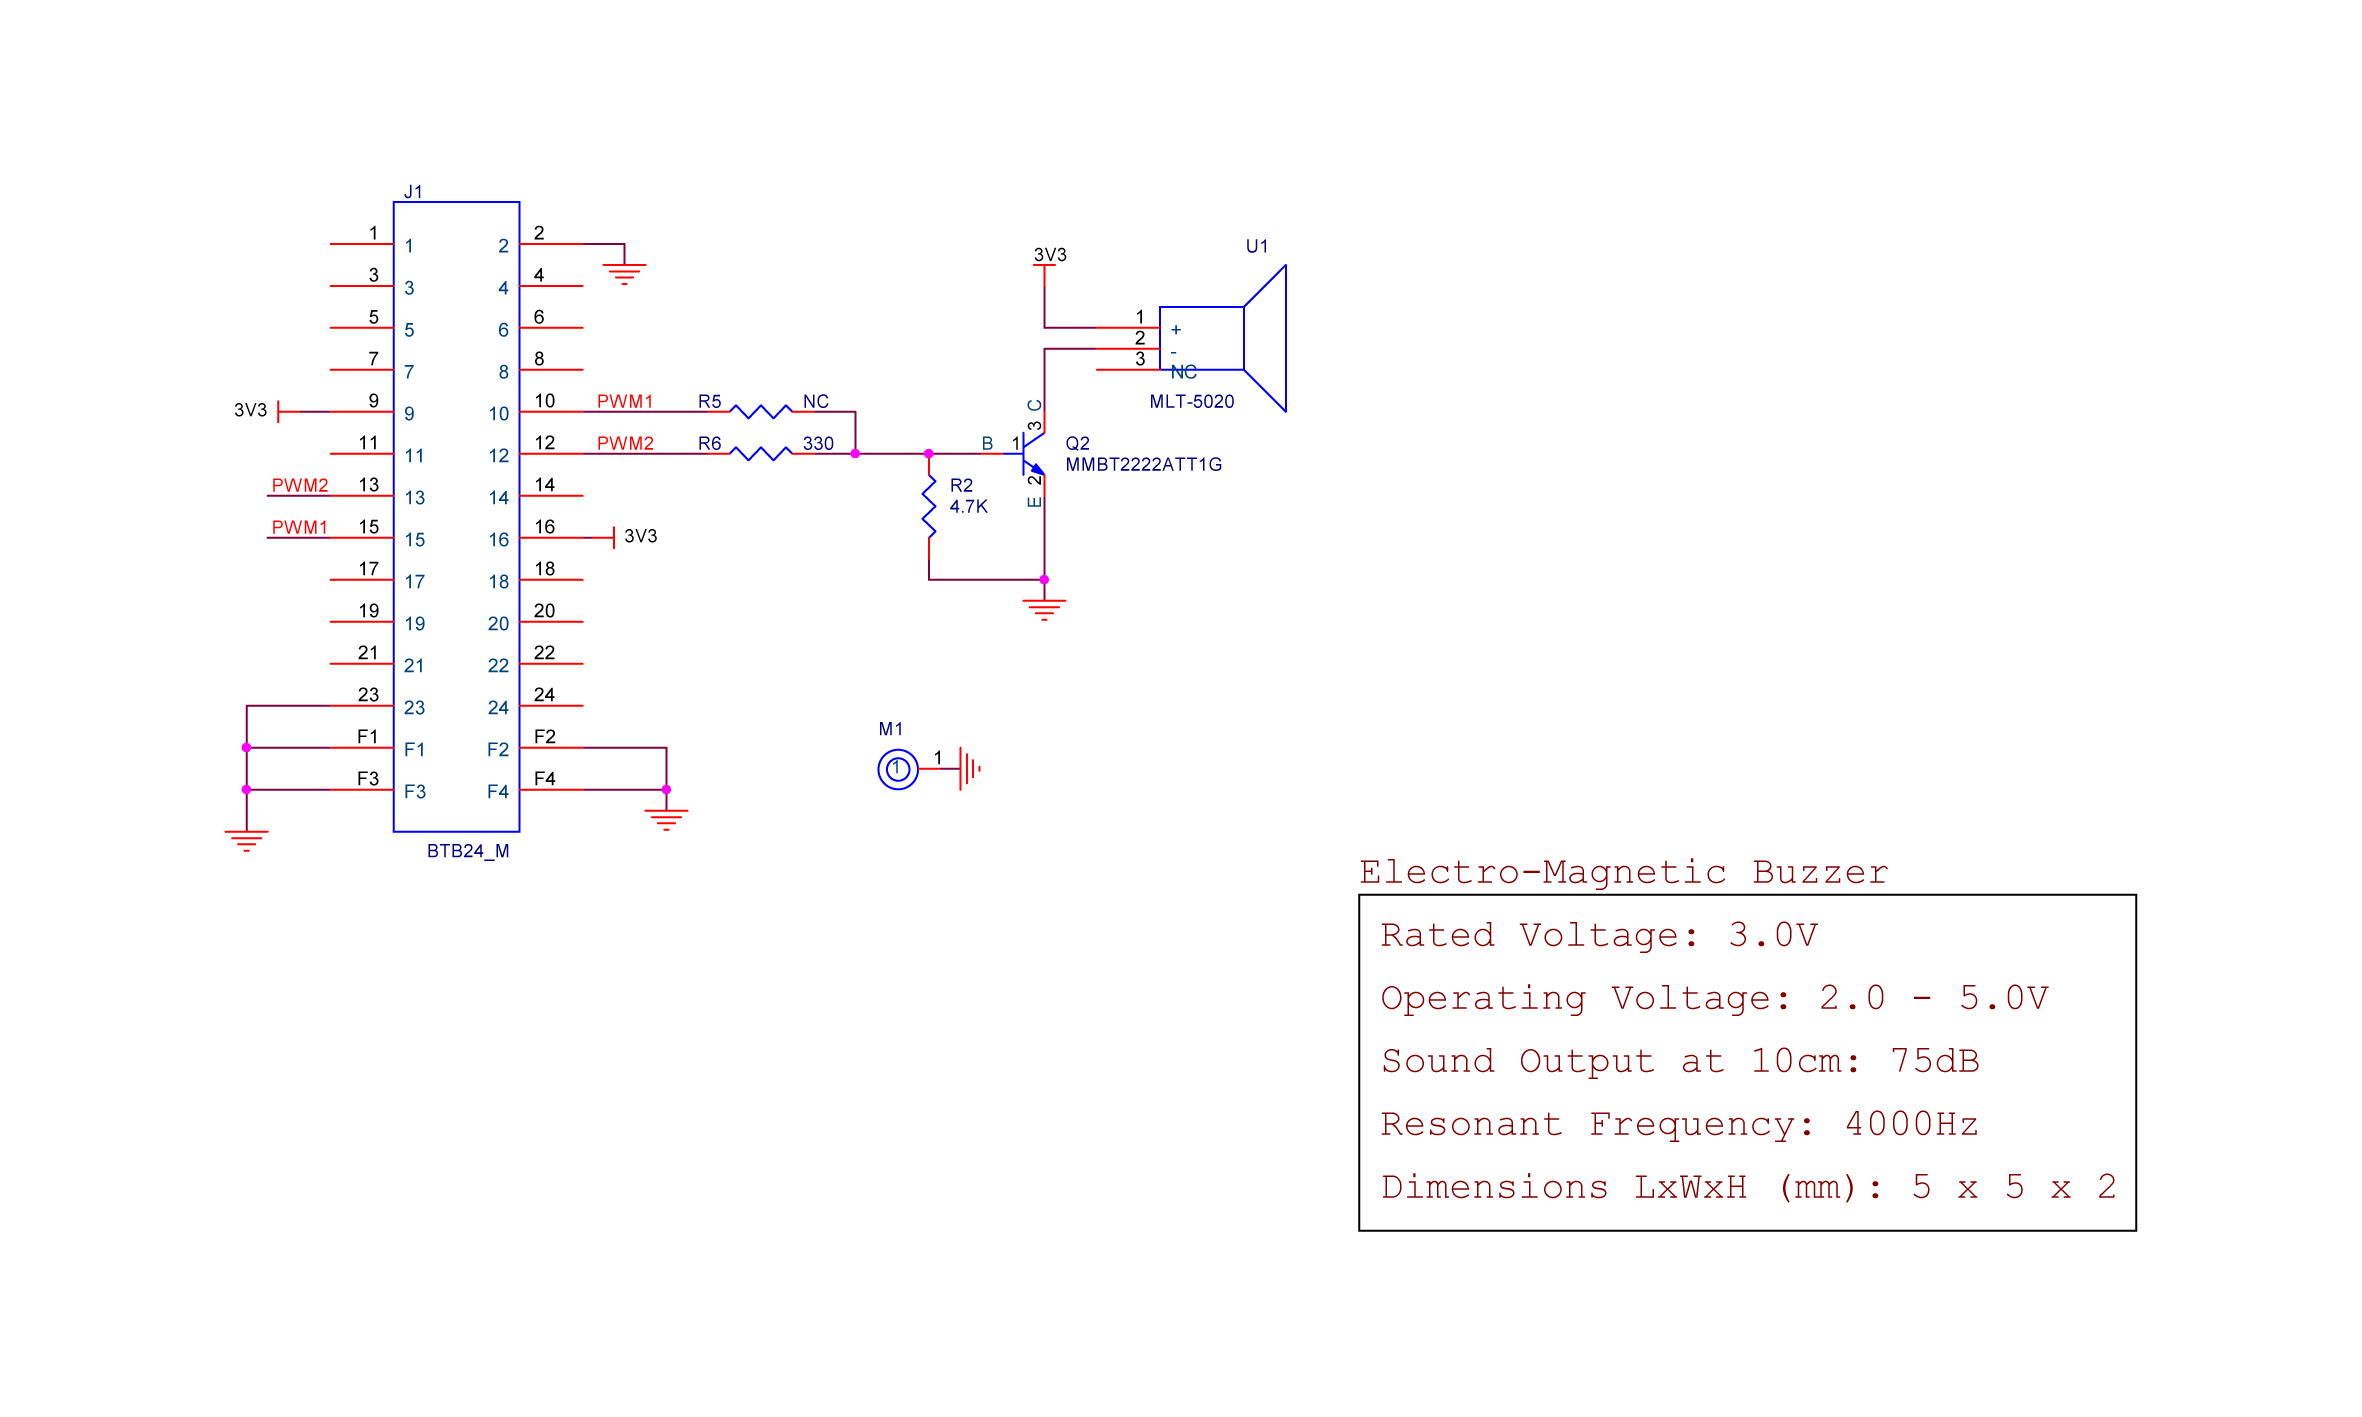 J1
1 1 2 2
3 3 4 4
5 5 6 6
7 7 8 8
3V3 9 9 10 10 PWM1 R5 NC
11 11 12 12 PWM2 R6 330
PWM2 13 13 14 14
PWM1 15 15 16 16 3V3
17 17 18 18
19 19 20 20
21 21 22 22
23 23 24 24
F1 F1 F2 F2
F3 F3 F4 F4
BTB24_M
U1
3V3
1 +
2 -
3 NC
MLT-5020
C
3
B 1 Q2
MMBT2222ATT1G
2
E
R2
4.7K
M1
1 1
Electro-Magnetic Buzzer
Rated Voltage: 3.0V
Operating Voltage: 2.0 - 5.0V
Sound Output at 10cm: 75dB
Resonant Frequency: 4000Hz
Dimensions LxWxH (mm): 5 x 5 x 2